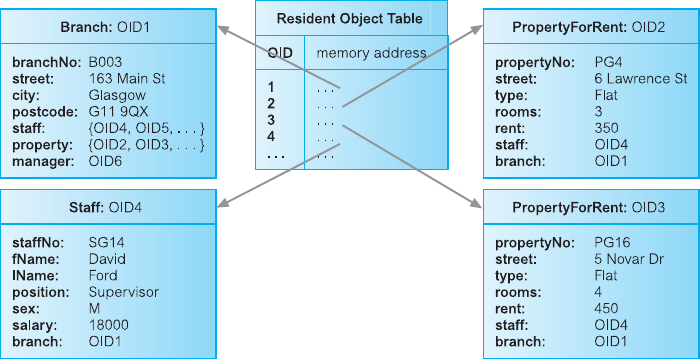 Branch: OID1
branchNo: B003
street: 163 Main St
city: Glasgow
postcode: G11 9QX
staff: {OID4, OID5, . . . }
property: {OID2, OID3, . . . }
manager: OID6
Resident Object Table
OID memory address
1 . . .
2 . . .
3 . . .
4 . . .
. . . . . .
PropertyForRent: OID2
propertyNo: PG4
street: 6 Lawrence St
type: Flat
rooms: 3
rent: 350
staff: OID4
branch: OID1
Staff: OID4
staffNo: SG14
fName: David
lName: Ford
position: Supervisor
sex: M
salary: 18000
branch: OID1
PropertyForRent: OID3
propertyNo: PG16
street: 5 Novar Dr
type: Flat
rooms: 4
rent: 450
staff: OID4
branch: OID1